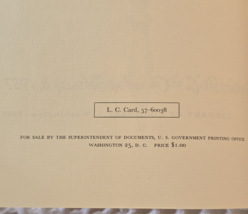 L. C. Card, 57-60038
FOR SALE BY THE SUPERINTENDENT OF DOCUMENTS, U. S. GOVERNMENT PRINTING OFFICE
WASHINGTON 25, D. C. PRICE $1.00